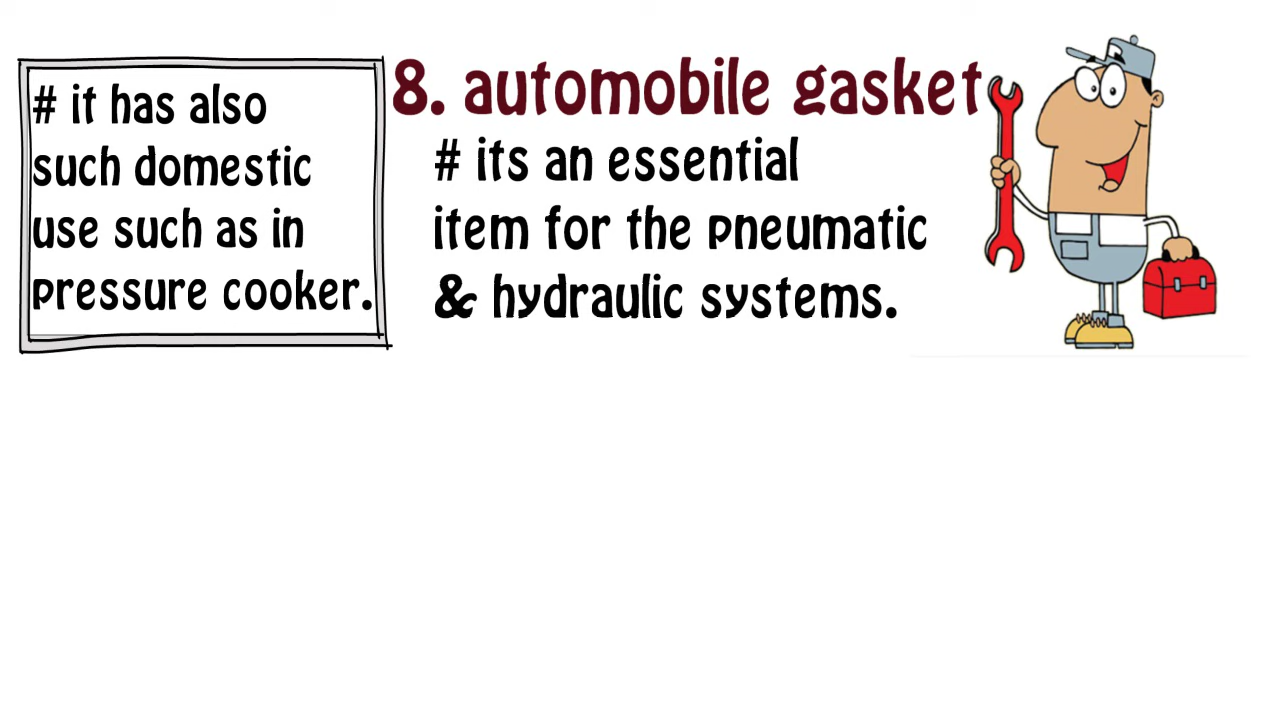 8. automobile gasket
# its an essential
item for the pneumatic
& hydraulic systems.
# it has also
such domestic
use such as in
pressure cooker.